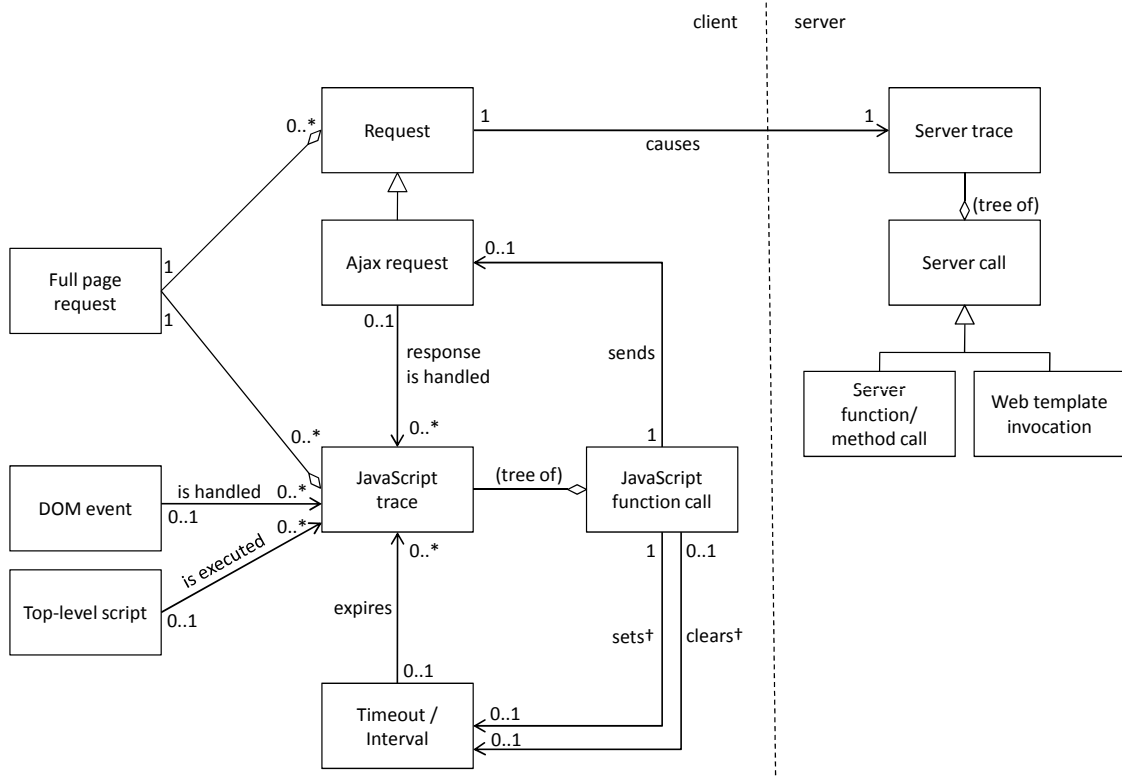 client
server
0..*
Request
1
causes
1
Server trace
(tree of)
Ajax request
0..1
Server call
Full page
request
1
1
0..1
response
is handled
sends
Server
function/
method call
Web template
invocation
0..*
0..*
1
DOM event
is handled
0..1
0..*
JavaScript
trace
(tree of)
JavaScript
function call
Top-level script
is executed
0..1
0..*
0..*
1
0..1
expires
sets†
clears†
0..1
Timeout /
Interval
0..1
0..1